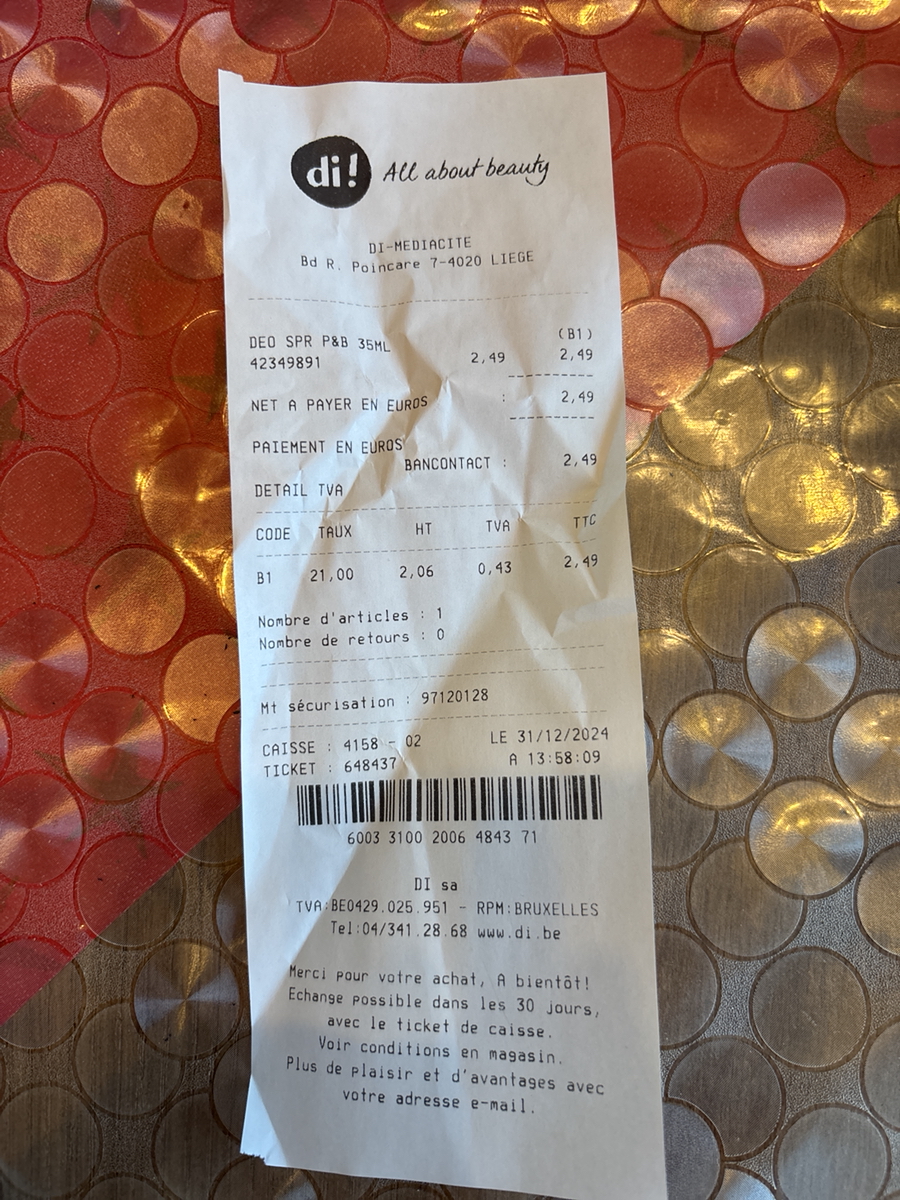 di! All about beauty
DI-MEDIACITE
Bd R. Poincare 7-4020 LIEGE
(B1)
DEO SPR P&B 35ML
42349891 2,49 2,49
NET A PAYER EN EUROS : 2,49
PAIEMENT EN EUROS
BANCONTACT : 2,49
DETAIL TVA
CODE TAUX HT TVA TTC
B1 21,00 2,06 0,43 2,49
Nombre d'articles : 1
Nombre de retours : 0
Mt sécurisation : 97120128
CAISSE : 4158 - 02 LE 31/12/2024
TICKET : 648437 A 13:58:09
6003 3100 2006 4843 71
DI sa
TVA:BE0429.025.951 - RPM:BRUXELLES
Tel:04/341.28.68 www.di.be
Merci pour votre achat, A bientôt!
Echange possible dans les 30 jours,
avec le ticket de caisse.
Voir conditions en magasin.
Plus de plaisir et d'avantages avec
votre adresse e-mail.